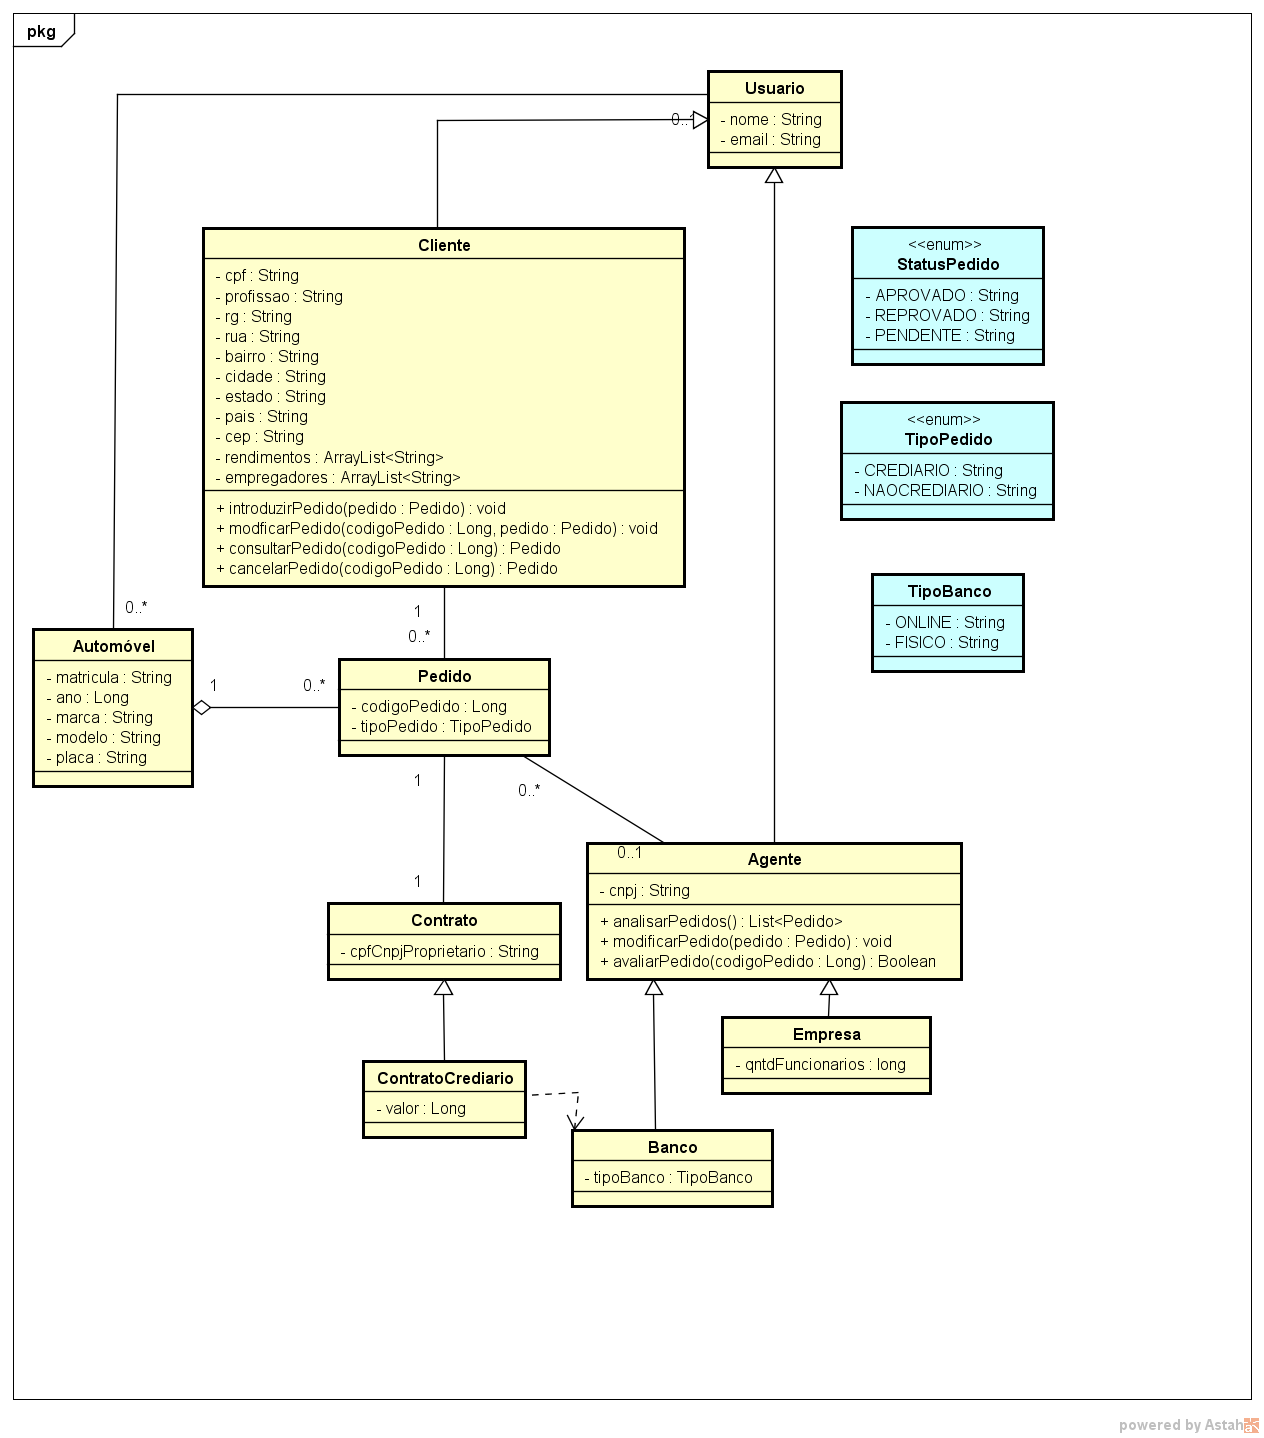 pkg
Usuario
- nome : String
- email : String
0..1
Cliente
- cpf : String
- profissao : String
- rg : String
- rua : String
- bairro : String
- cidade : String
- estado : String
- pais : String
- cep : String
- rendimentos : ArrayList<String>
- empregadores : ArrayList<String>
+ introduzirPedido(pedido : Pedido) : void
+ modficarPedido(codigoPedido : Long, pedido : Pedido) : void
+ consultarPedido(codigoPedido : Long) : Pedido
+ cancelarPedido(codigoPedido : Long) : Pedido
<<enum>>
StatusPedido
- APROVADO : String
- REPROVADO : String
- PENDENTE : String
<<enum>>
TipoPedido
- CREDIARIO : String
- NAOCREDIARIO : String
TipoBanco
- ONLINE : String
- FISICO : String
0..*
1
0..*
Automóvel
- matricula : String
- ano : Long
- marca : String
- modelo : String
- placa : String
1
0..*
Pedido
- codigoPedido : Long
- tipoPedido : TipoPedido
1
0..*
1
0..1
Agente
- cnpj : String
+ analisarPedidos() : List<Pedido>
+ modificarPedido(pedido : Pedido) : void
+ avaliarPedido(codigoPedido : Long) : Boolean
Contrato
- cpfCnpjProprietario : String
Empresa
- qntdFuncionarios : long
ContratoCrediario
- valor : Long
Banco
- tipoBanco : TipoBanco
powered by Astah